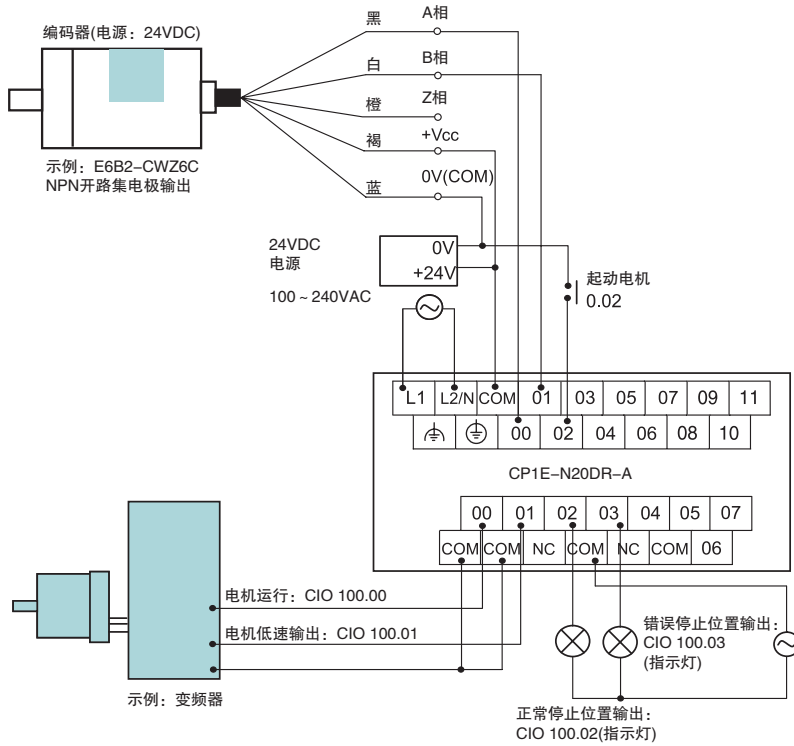 编码器(电源：24VDC)
黑
A相
白
B相
橙
Z相
褐
+Vcc
蓝
0V(COM)
示例：E6B2-CWZ6C
NPN开路集电极输出
24VDC
电源
0V
+24V
100~240VAC
起动电机
0.02
L1 L2/N COM 01 03 05 07 09 11
00 02 04 06 08 10
CP1E-N20DR-A
00 01 02 03 04 05 07
COM COM NC COM NC COM 06
电机运行：CIO 100.00
电机低速输出：CIO 100.01
示例：变频器
错误停止位置输出：
CIO 100.03
(指示灯)
正常停止位置输出：
CIO 100.02(指示灯)